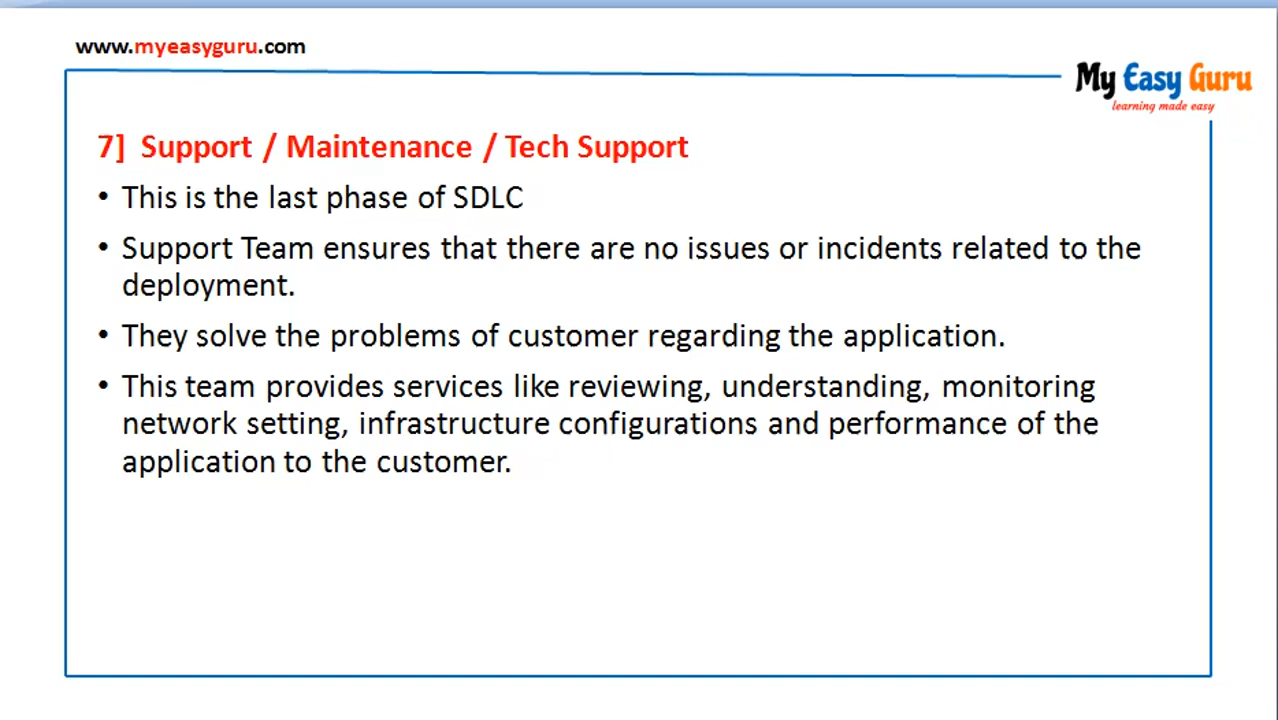 www.myeasyguru.com
My Easy Guru
learning made easy
7] Support / Maintenance / Tech Support
• This is the last phase of SDLC
• Support Team ensures that there are no issues or incidents related to the
deployment.
• They solve the problems of customer regarding the application.
• This team provides services like reviewing, understanding, monitoring
network setting, infrastructure configurations and performance of the
application to the customer.